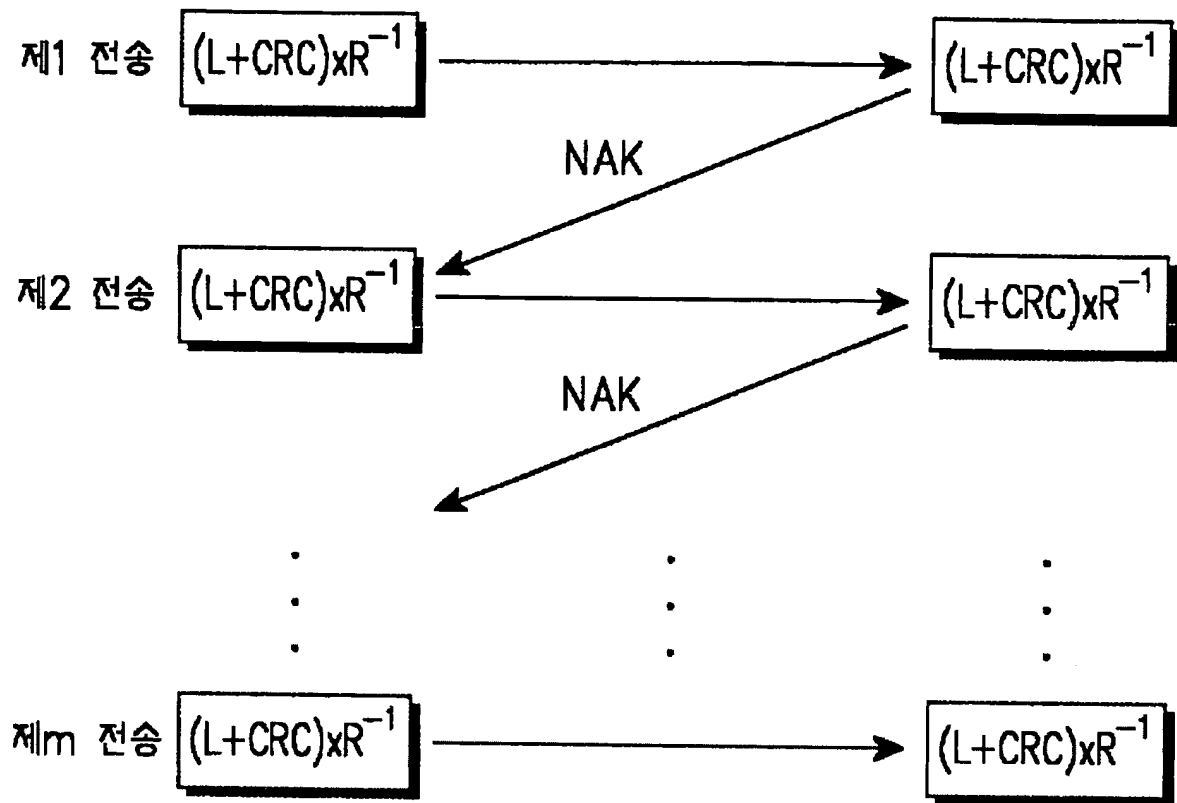 제1 전송 (L+CRC)xR⁻¹ (L+CRC)xR⁻¹
NAK
제2 전송 (L+CRC)xR⁻¹ (L+CRC)xR⁻¹
NAK
제m 전송 (L+CRC)xR⁻¹ (L+CRC)xR⁻¹